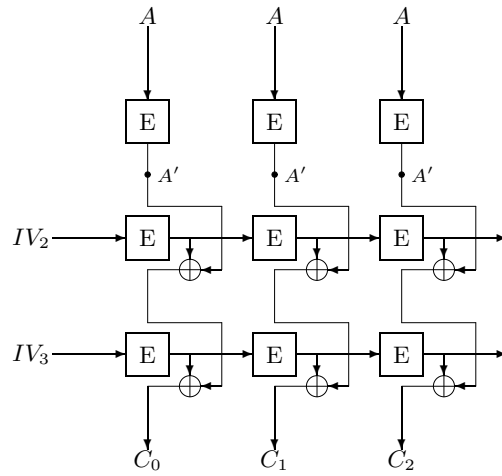 A A A
E E E
A′ A′ A′
IV₂ E E E
IV₃ E E E
C₀ C₁ C₂